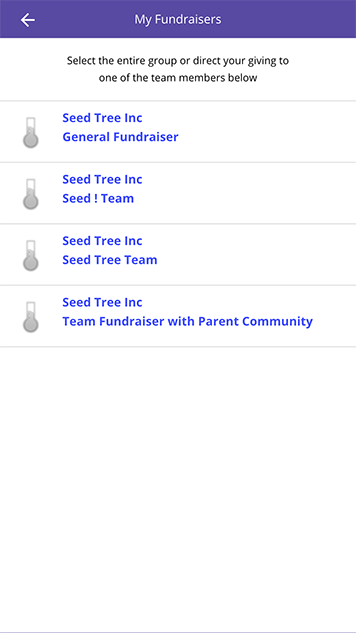 My Fundraisers
Select the entire group or direct your giving to
one of the team members below
Seed Tree Inc
General Fundraiser
Seed Tree Inc
Seed ! Team
Seed Tree Inc
Seed Tree Team
Seed Tree Inc
Team Fundraiser with Parent Community